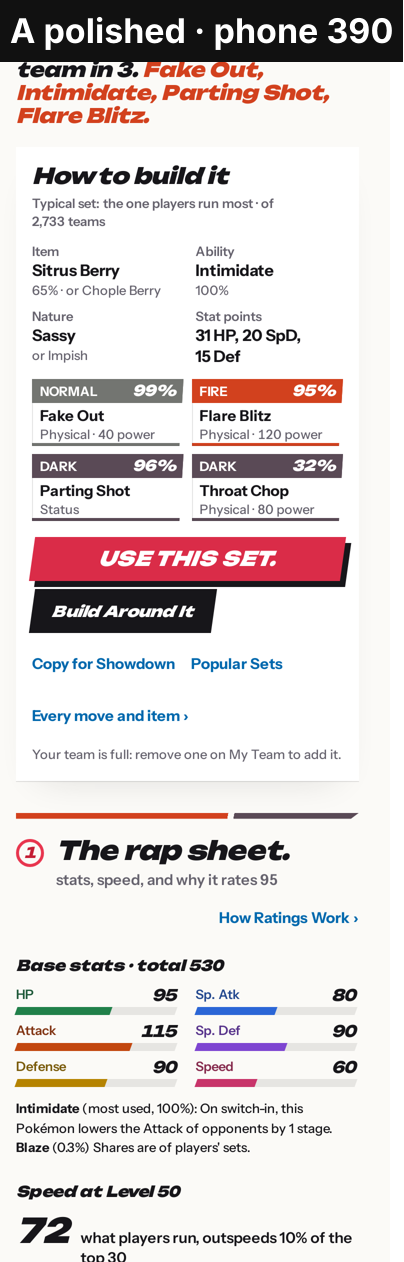 A polished · phone 390
team in 3. Fake Out,
Intimidate, Parting Shot,
Flare Blitz.
How to build it
Typical set: the one players run most · of
2,733 teams
Item
Sitrus Berry
65% · or Chople Berry
Ability
Intimidate
100%
Nature
Sassy
or Impish
Stat points
31 HP, 20 SpD,
15 Def
NORMAL 99%
Fake Out
Physical · 40 power
FIRE 95%
Flare Blitz
Physical · 120 power
DARK 96%
Parting Shot
Status
DARK 32%
Throat Chop
Physical · 80 power
USE THIS SET.
Build Around It
Copy for Showdown Popular Sets
Every move and item ›
Your team is full: remove one on My Team to add it.
1 The rap sheet.
stats, speed, and why it rates 95
How Ratings Work ›
Base stats · total 530
HP 95
Sp. Atk 80
Attack 115
Sp. Def 90
Defense 90
Speed 60
Intimidate (most used, 100%): On switch-in, this
Pokémon lowers the Attack of opponents by 1 stage.
Blaze (0.3%) Shares are of players' sets.
Speed at Level 50
72 what players run, outspeeds 10% of the
top 30